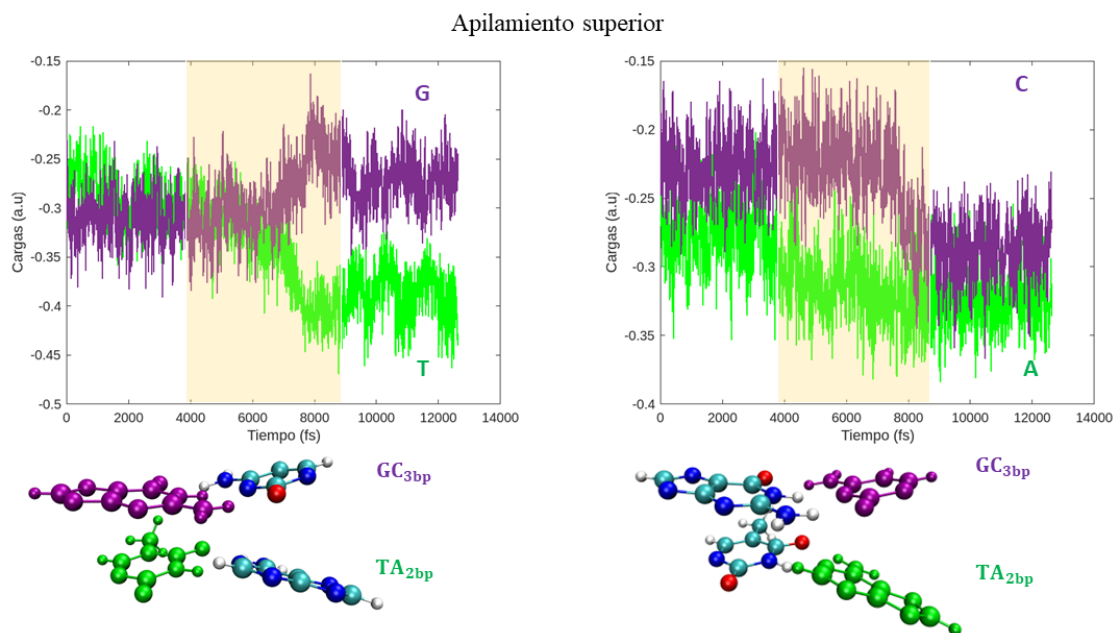 Apilamiento superior
-0.15
-0.2
-0.25
-0.3
-0.35
-0.4
-0.45
-0.5
Cargas (a.u)
G
T
0 2000 4000 6000 8000 10000 12000 14000
Tiempo (fs)
-0.15
-0.2
-0.25
-0.3
-0.35
-0.4
Cargas (a.u)
C
A
0 2000 4000 6000 8000 10000 12000 14000
Tiempo (fs)
GC3bp
TA2bp
GC3bp
TA2bp